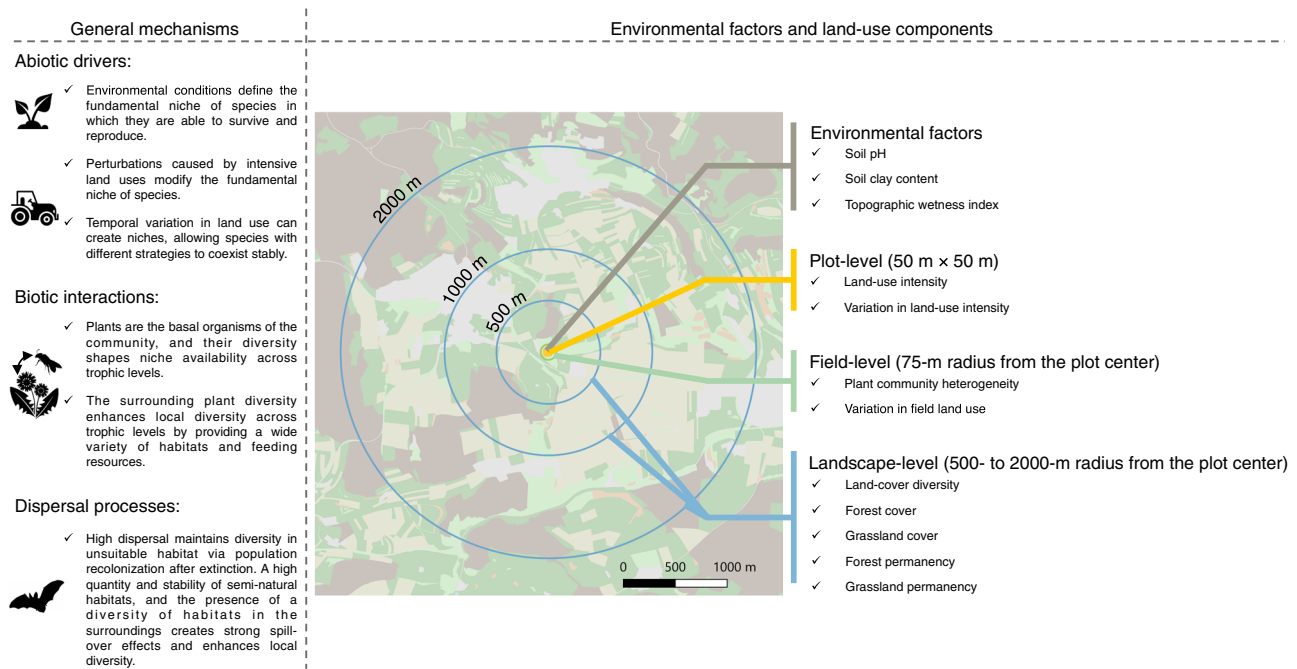 General mechanisms
Environmental factors and land-use components
Abiotic drivers:
✓ Environmental conditions define the
fundamental niche of species in
which they are able to survive and
reproduce.
✓ Perturbations caused by intensive
land uses modify the fundamental
niche of species.
✓ Temporal variation in land use can
create niches, allowing species with
different strategies to coexist stably.
Biotic interactions:
✓ Plants are the basal organisms of the
community, and their diversity
shapes niche availability across
trophic levels.
✓ The surrounding plant diversity
enhances local diversity across
trophic levels by providing a wide
variety of habitats and feeding
resources.
Dispersal processes:
✓ High dispersal maintains diversity in
unsuitable habitat via population
recolonization after extinction. A high
quantity and stability of semi-natural
habitats, and the presence of a
diversity of habitats in the
surroundings creates strong spill-
over effects and enhances local
diversity.
2000 m
1000 m
500 m
0 500 1000 m
Environmental factors
✓ Soil pH
✓ Soil clay content
✓ Topographic wetness index
Plot-level (50 m × 50 m)
✓ Land-use intensity
✓ Variation in land-use intensity
Field-level (75-m radius from the plot center)
✓ Plant community heterogeneity
✓ Variation in field land use
Landscape-level (500- to 2000-m radius from the plot center)
✓ Land-cover diversity
✓ Forest cover
✓ Grassland cover
✓ Forest permanency
✓ Grassland permanency